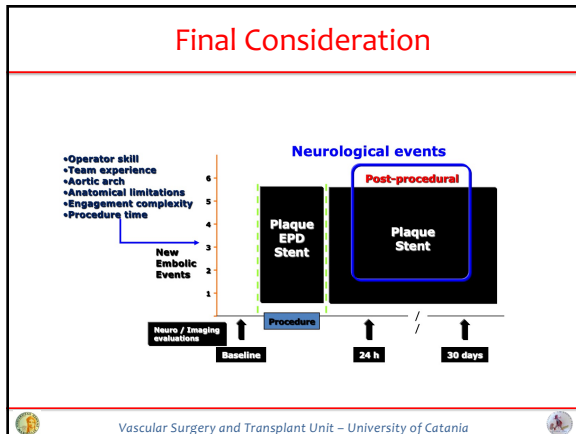 Final Consideration
•Operator skill
•Team experience
•Aortic arch
•Anatomical limitations
•Engagement complexity
•Procedure time
Neurological events
Post-procedural
6
5
4
3
2
1
New
Embolic
Events
Plaque
EPD
Stent
Plaque
Stent
Procedure
/
/
Neuro / Imaging
evaluations
Baseline
24 h
30 days
Vascular Surgery and Transplant Unit – University of Catania